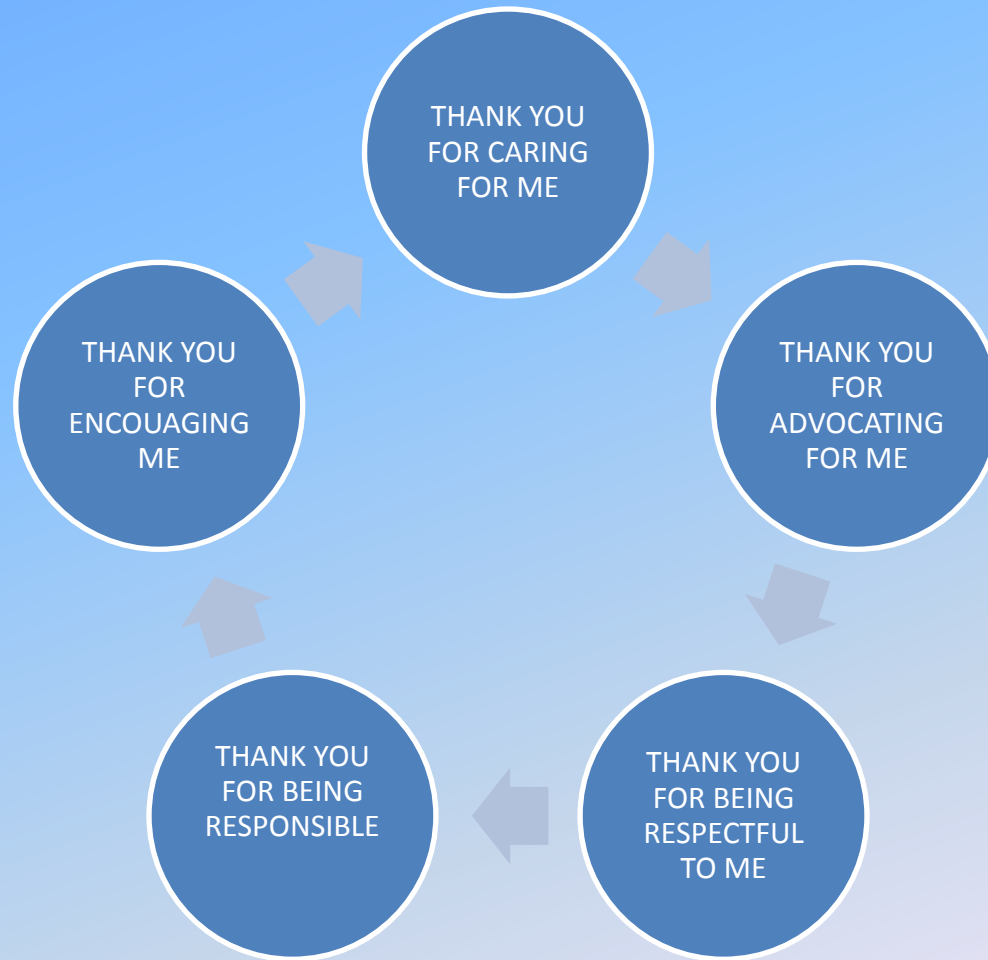 THANK YOU
FOR CARING
FOR ME
THANK YOU
FOR
ADVOCATING
FOR ME
THANK YOU
FOR BEING
RESPECTFUL
TO ME
THANK YOU
FOR BEING
RESPONSIBLE
THANK YOU
FOR
ENCOUAGING
ME